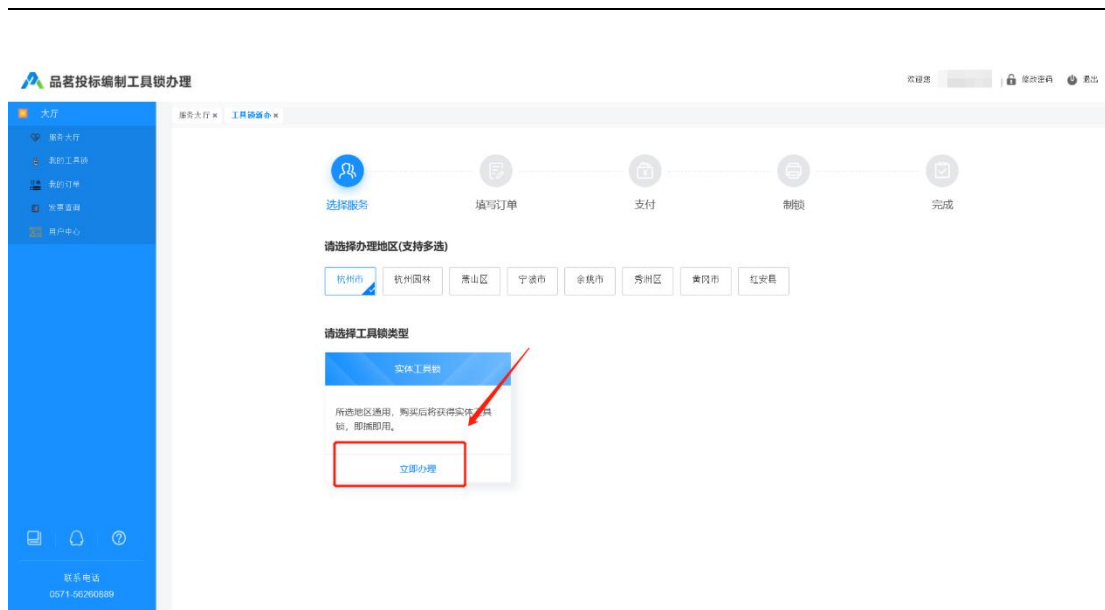 品茗投标编制工具锁办理
欢迎您
修改密码
退出
大厅
服务大厅
我的工具锁
我的订单
发票查询
用户中心
服务大厅 ×
工具锁新办 ×
选择服务
填写订单
支付
制锁
完成
请选择办理地区(支持多选)
杭州市
杭州园林
萧山区
宁波市
余姚市
秀洲区
黄冈市
红安县
请选择工具锁类型
实体工具锁
所选地区通用，购买后将获得实体工具
锁，即插即用。
立即办理
联系电话
0571-56260889